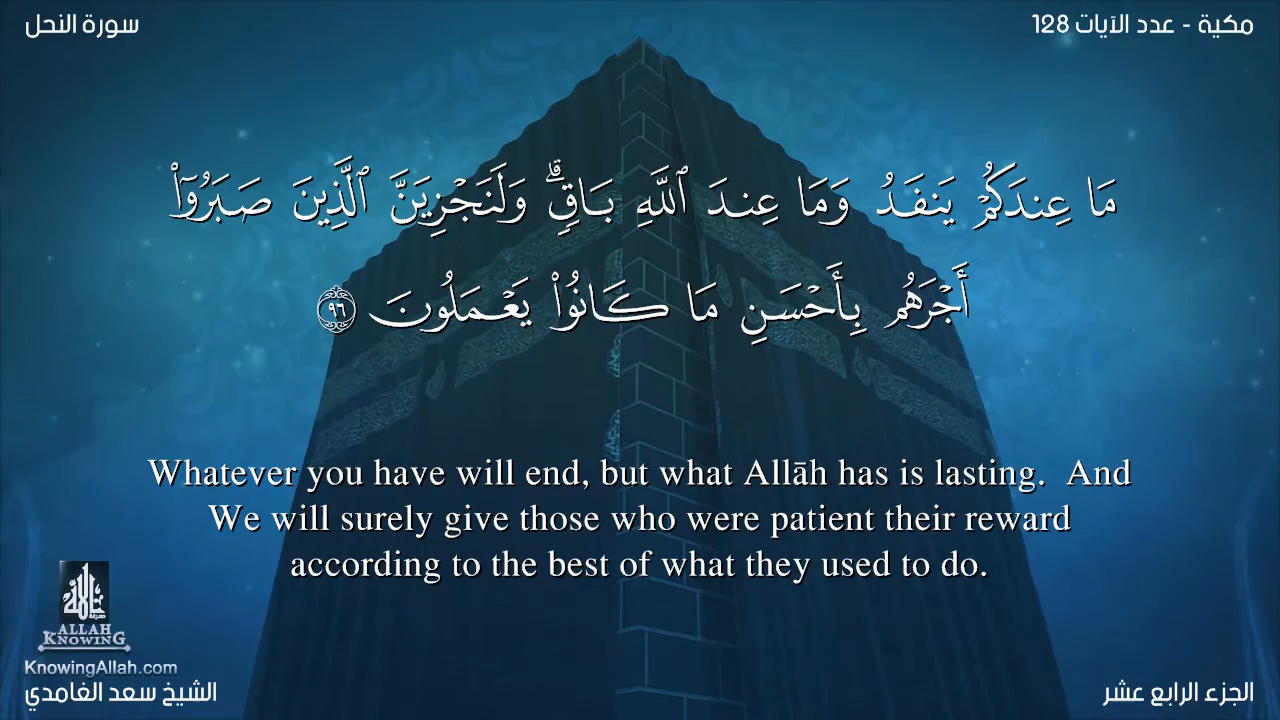 سورة النحل
مكية - عدد الآيات 128
مَا عِندَكُمْ يَنفَدُ وَمَا عِندَ ٱللَّهِ بَاقٍۗ وَلَنَجْزِيَنَّ ٱلَّذِينَ صَبَرُوٓا۟
أَجْرَهُم بِأَحْسَنِ مَا كَانُوا۟ يَعْمَلُونَ ٩٦
Whatever you have will end, but what Allāh has is lasting. And
We will surely give those who were patient their reward
according to the best of what they used to do.
ALLAH
KNOWING
KnowingAllah.com
الشيخ سعد الغامدي
الجزء الرابع عشر